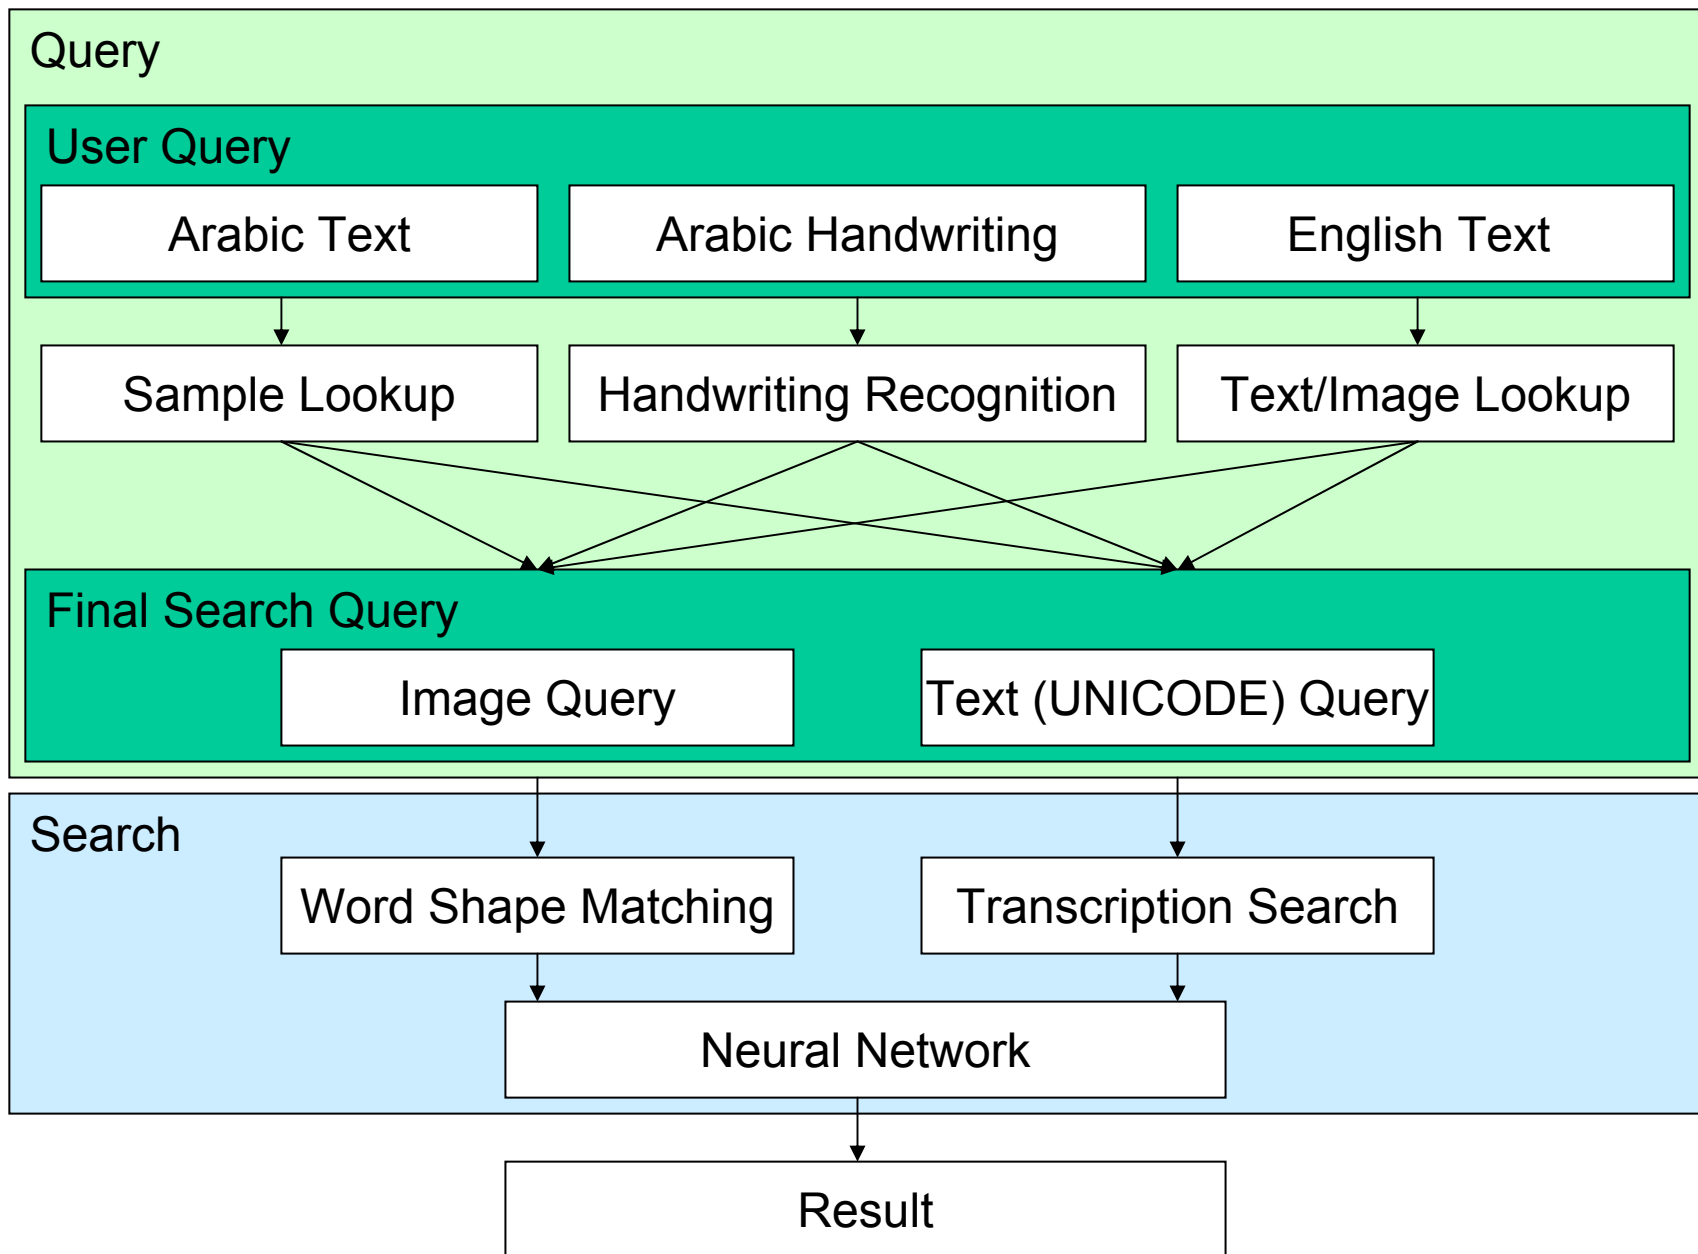 Query
User Query
Arabic Text
Arabic Handwriting
English Text
Sample Lookup
Handwriting Recognition
Text/Image Lookup
Final Search Query
Image Query
Text (UNICODE) Query
Search
Word Shape Matching
Transcription Search
Neural Network
Result